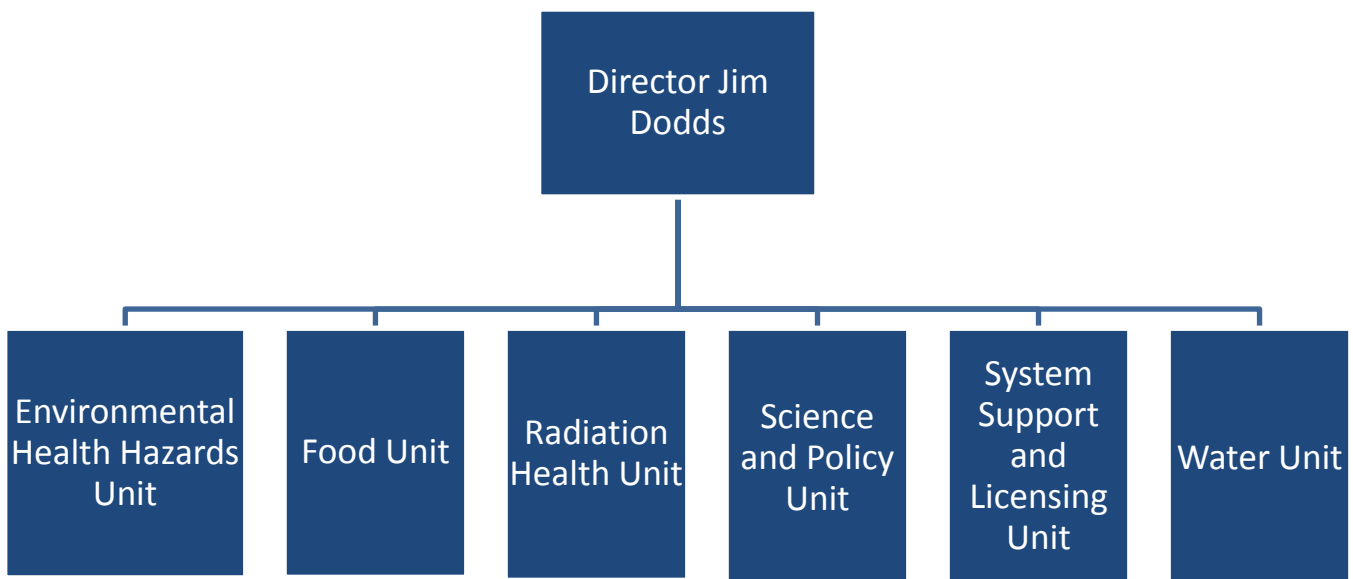 Director Jim
Dodds
Environmental
Health Hazards
Unit
Food Unit
Radiation
Health Unit
Science
and Policy
Unit
System
Support
and
Licensing
Unit
Water Unit